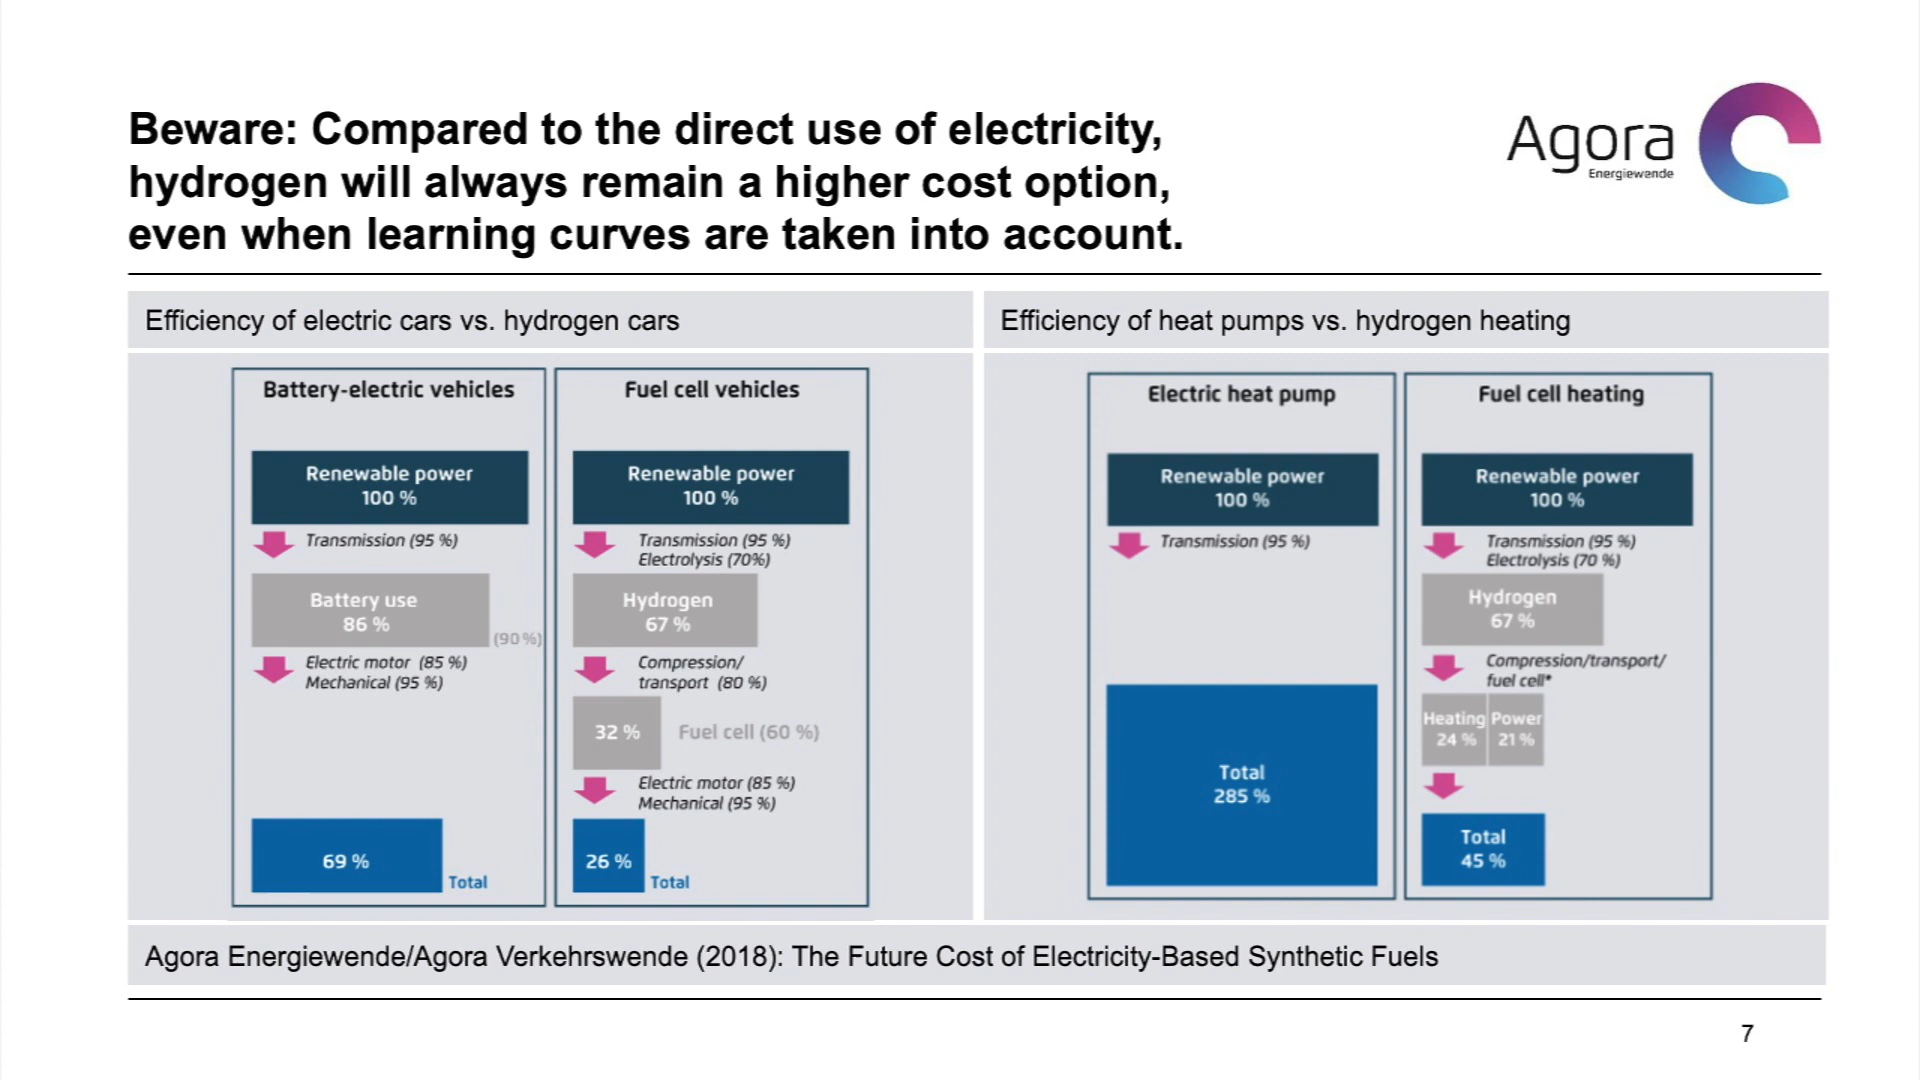 Beware: Compared to the direct use of electricity,
hydrogen will always remain a higher cost option,
even when learning curves are taken into account.
Agora
Energiewende
Efficiency of electric cars vs. hydrogen cars
Battery-electric vehicles
Renewable power
100 %
Transmission (95 %)
Battery use
86 %
(90 %)
Electric motor (85 %)
Mechanical (95 %)
69 %
Total
Fuel cell vehicles
Renewable power
100 %
Transmission (95 %)
Electrolysis (70%)
Hydrogen
67 %
Compression/
transport (80 %)
32 %
Fuel cell (60 %)
Electric motor (85 %)
Mechanical (95 %)
26 %
Total
Efficiency of heat pumps vs. hydrogen heating
Electric heat pump
Renewable power
100 %
Transmission (95 %)
Total
285 %
Fuel cell heating
Renewable power
100 %
Transmission (95 %)
Electrolysis (70 %)
Hydrogen
67 %
Compression/transport/
fuel cell*
Heating Power
24 % 21 %
Total
45 %
Agora Energiewende/Agora Verkehrswende (2018): The Future Cost of Electricity-Based Synthetic Fuels
7